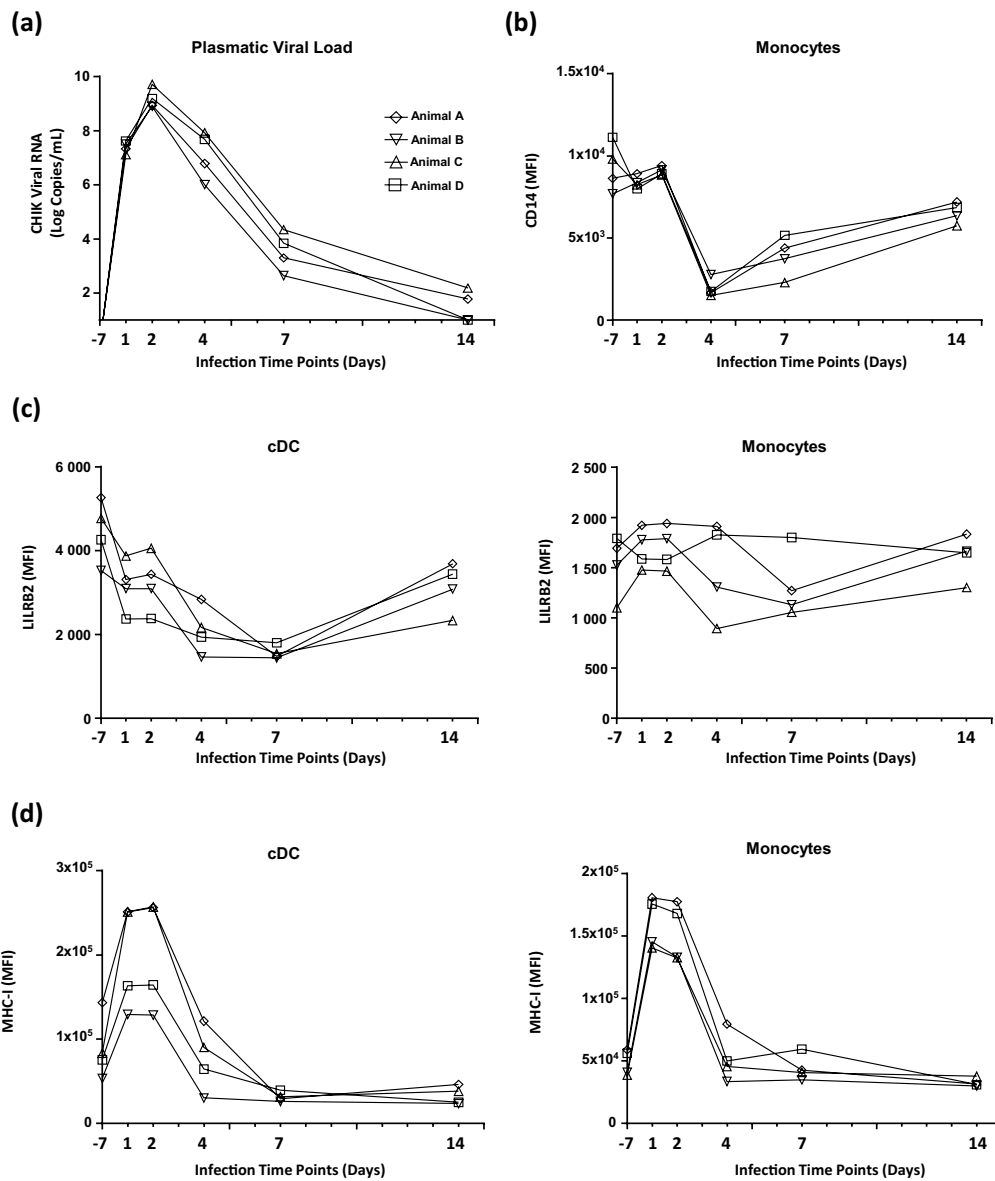 (a)
Plasmatic Viral Load
CHIK Viral RNA
(Log Copies/mL)
10
8
6
4
2
Animal A
Animal B
Animal C
Animal D
-7 1 2 4 7 14
Infection Time Points (Days)
(b)
Monocytes
CD14 (MFI)
1.5x10⁴
1x10⁴
5x10³
0
-7 1 2 4 7 14
Infection Time Points (Days)
(c)
cDC
LILRB2 (MFI)
6 000
4 000
2 000
0
-7 1 2 4 7 14
Infection Time Points (Days)
Monocytes
LILRB2 (MFI)
2 500
2 000
1 500
1 000
500
0
-7 1 2 4 7 14
Infection Time Points (Days)
(d)
cDC
MHC-I (MFI)
3x10⁵
2x10⁵
1x10⁵
0
-7 1 2 4 7 14
Infection Time Points (Days)
Monocytes
MHC-I (MFI)
2x10⁵
1.5x10⁵
1x10⁵
5x10⁴
0
-7 1 2 4 7 14
Infection Time Points (Days)